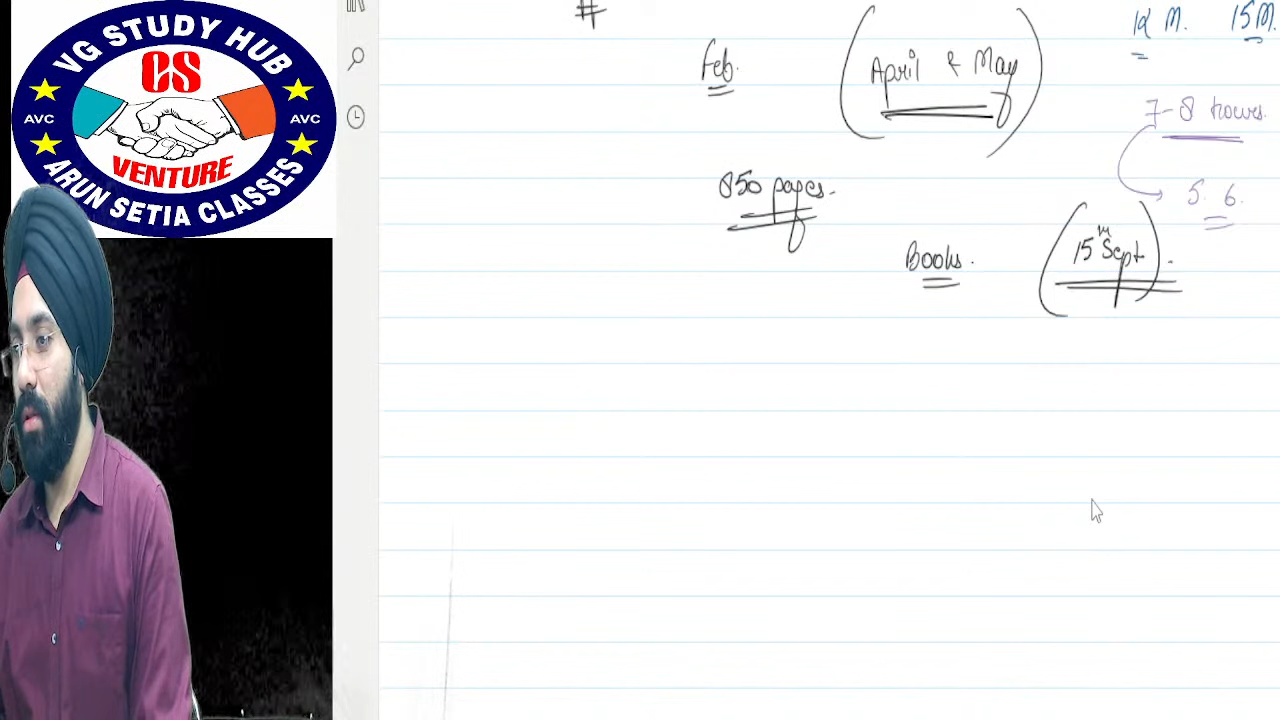 VG STUDY HUB
CS
AVC AVC
VENTURE
ARUN SETIA CLASSES
#
12 M. 15 M.
Feb. (April & May)
7-8 hours.
850 pages.
5. 6.
Books. (15th Sept).